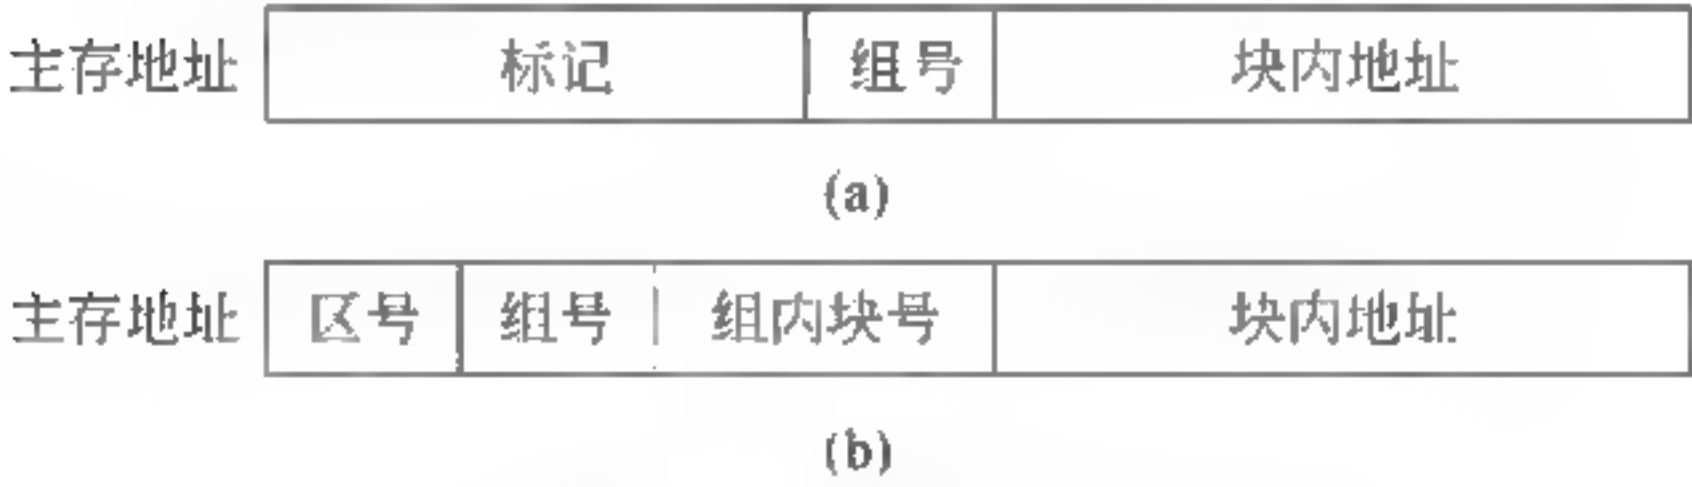 主存地址 标记 组号 块内地址
(a)
主存地址 区号 组号 组内块号 块内地址
(b)